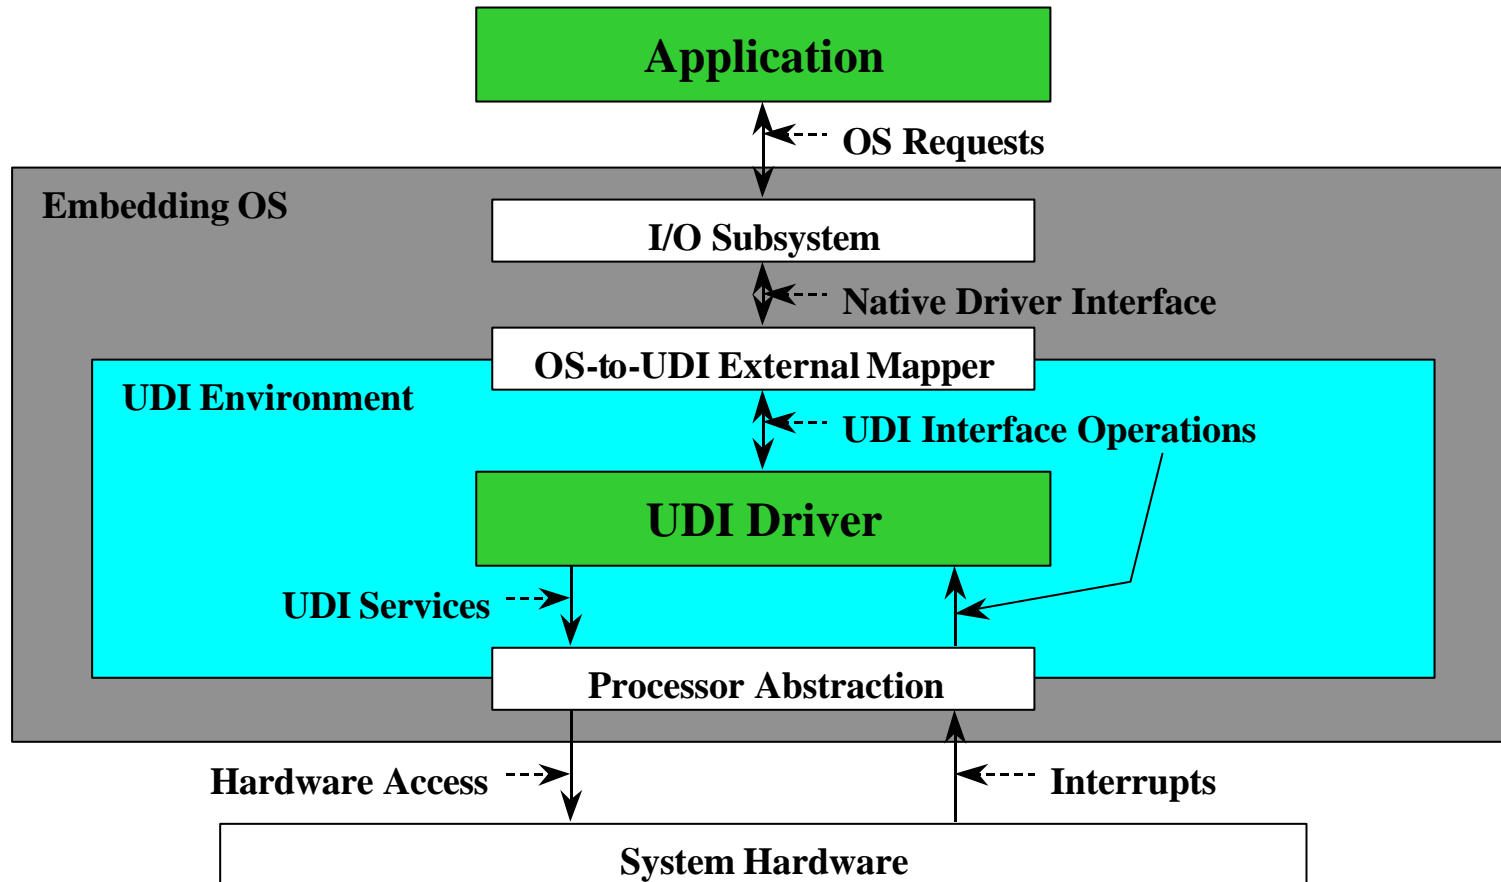 Application
OS Requests
Embedding OS
I/O Subsystem
Native Driver Interface
OS-to-UDI External Mapper
UDI Environment
UDI Interface Operations
UDI Driver
UDI Services
Processor Abstraction
Hardware Access
Interrupts
System Hardware